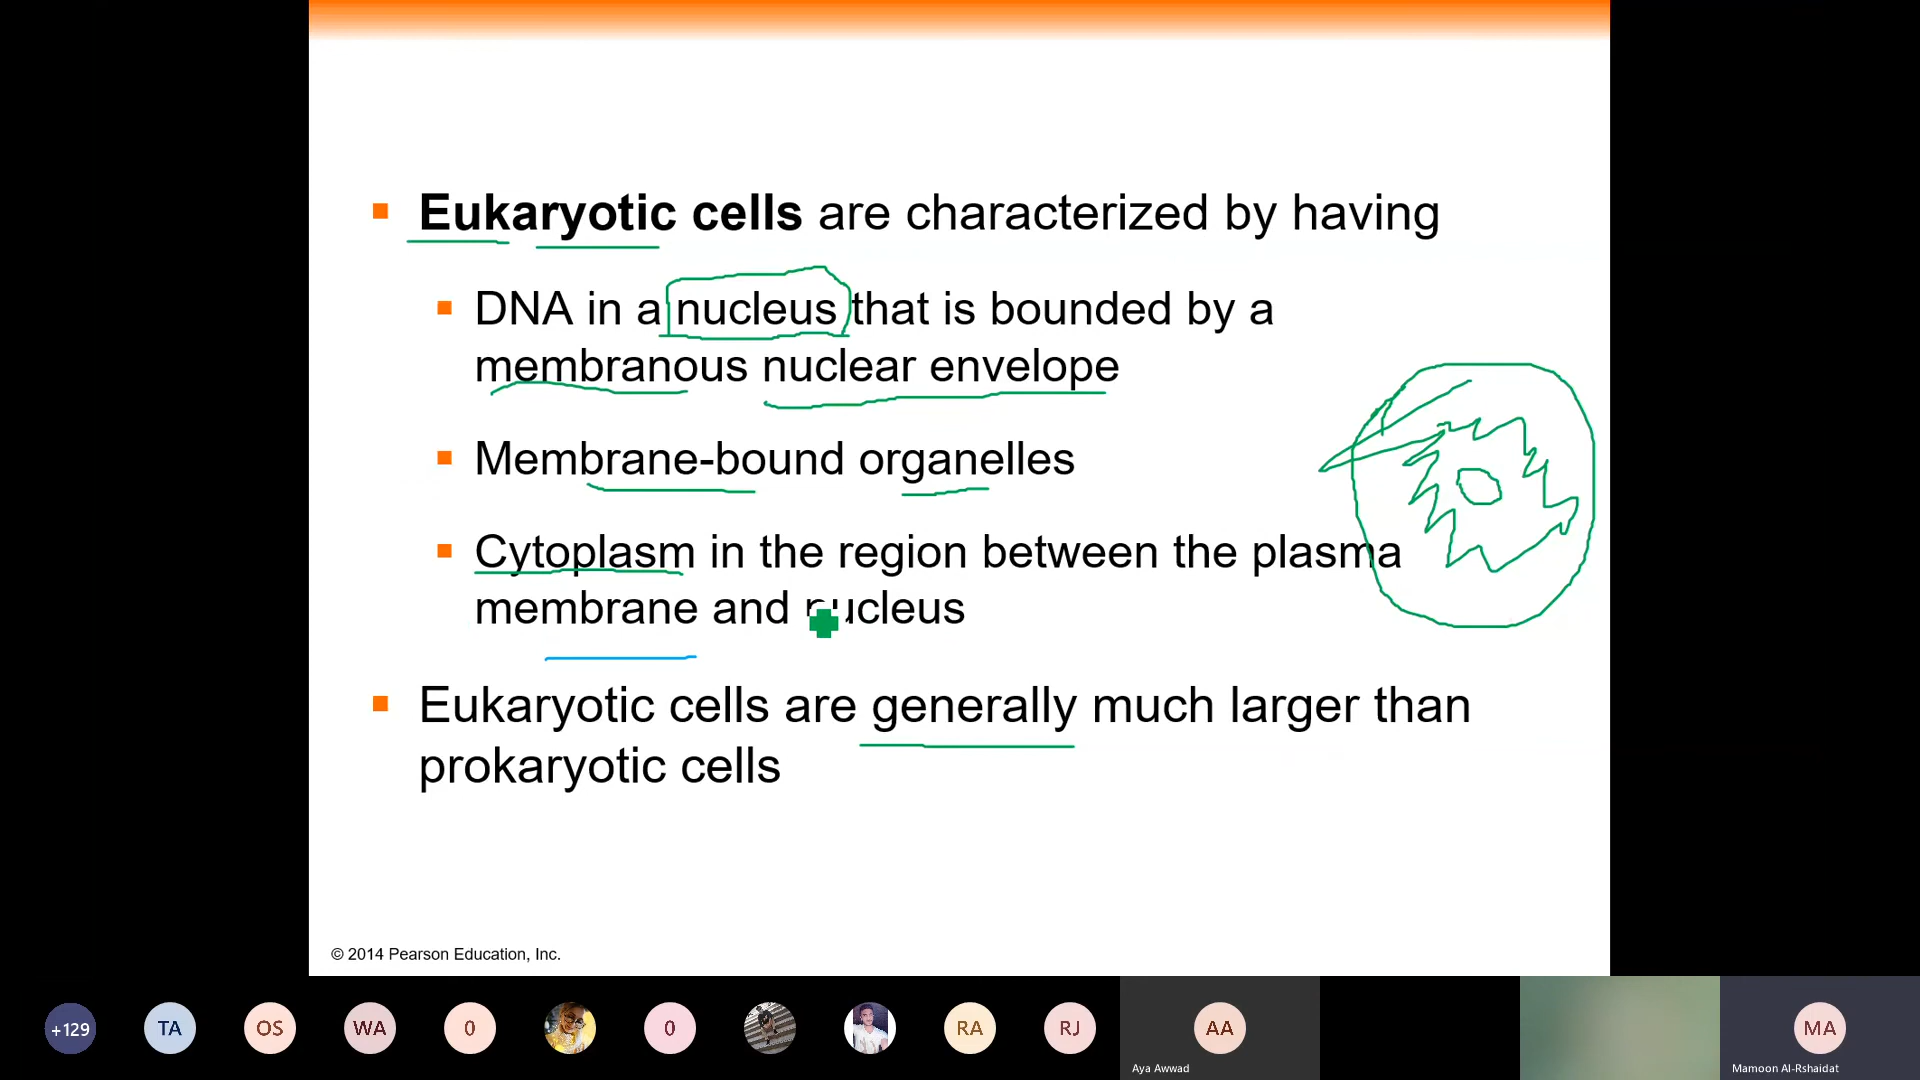 Eukaryotic cells are characterized by having
DNA in a nucleus that is bounded by a
membranous nuclear envelope
Membrane-bound organelles
Cytoplasm in the region between the plasma
membrane and nucleus
Eukaryotic cells are generally much larger than
prokaryotic cells
© 2014 Pearson Education, Inc.
+129 TA OS WA 0 0 RA RJ AA MA
Aya Awwad Mamoon Al-Rshaidat